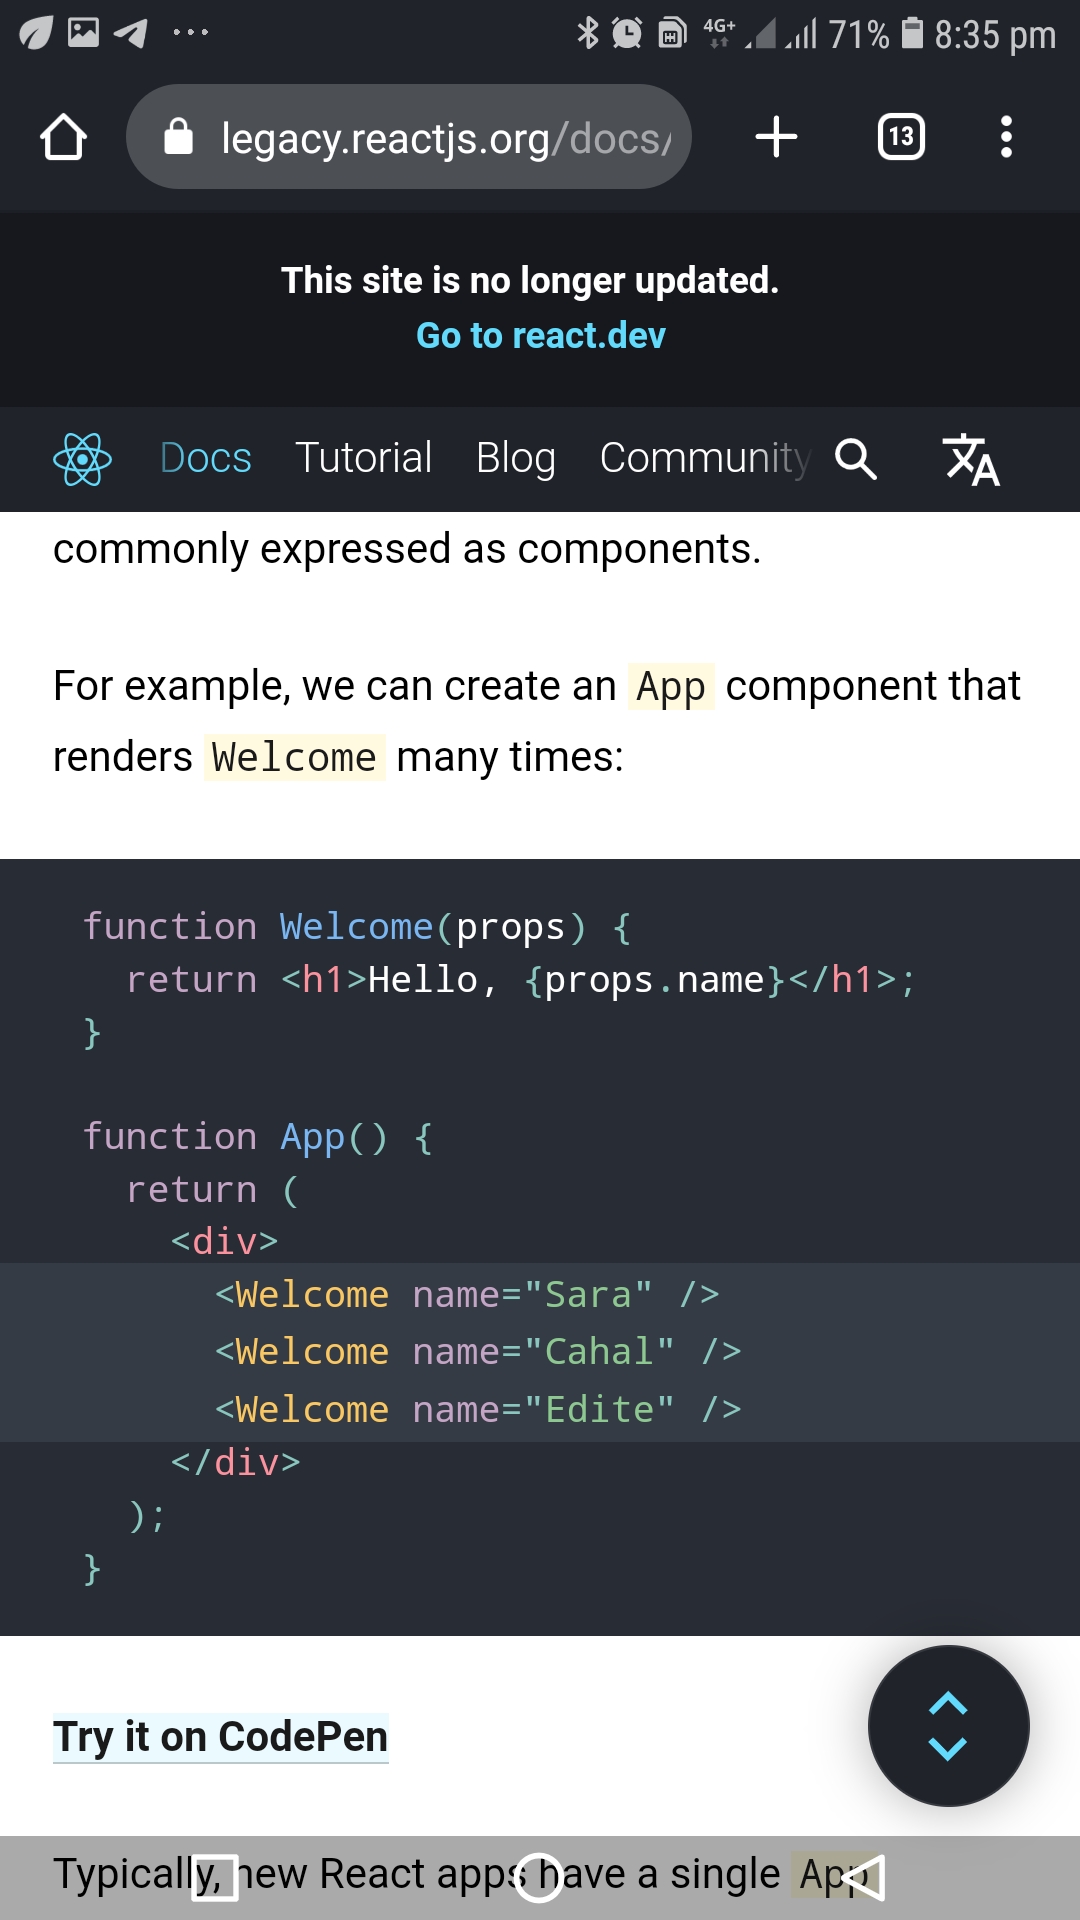 4G+ 71% 8:35 pm
legacy.reactjs.org/docs/ 13
This site is no longer updated.
Go to react.dev
Docs Tutorial Blog Community
commonly expressed as components.
For example, we can create an App component that
renders Welcome many times:
function Welcome(props) {
  return <h1>Hello, {props.name}</h1>;
}
function App() {
  return (
    <div>
      <Welcome name="Sara" />
      <Welcome name="Cahal" />
      <Welcome name="Edite" />
    </div>
  );
}
Try it on CodePen
Typically, new React apps have a single App